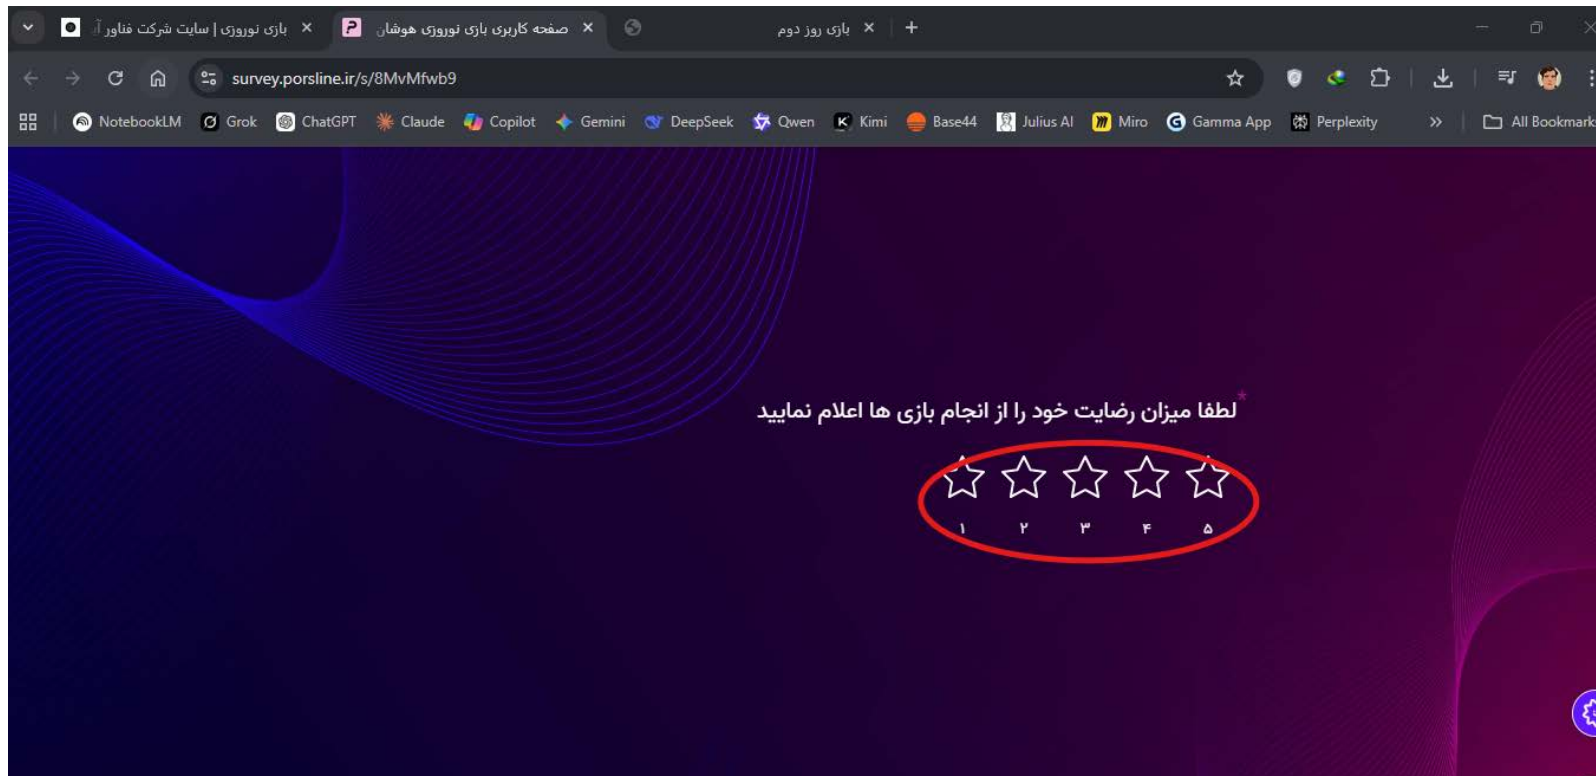 بازی نوروزی | سایت شرکت فناور آ
صفحه کاربری بازی نوروزی هوشان
بازی روز دوم
survey.porsline.ir/s/8MvMfwb9
NotebookLM Grok ChatGPT Claude Copilot Gemini DeepSeek Qwen Kimi Base44 Julius AI Miro Gamma App Perplexity » All Bookmarks
*لطفا میزان رضایت خود را از انجام بازی ها اعلام نمایید
۱ ۲ ۳ ۴ ۵